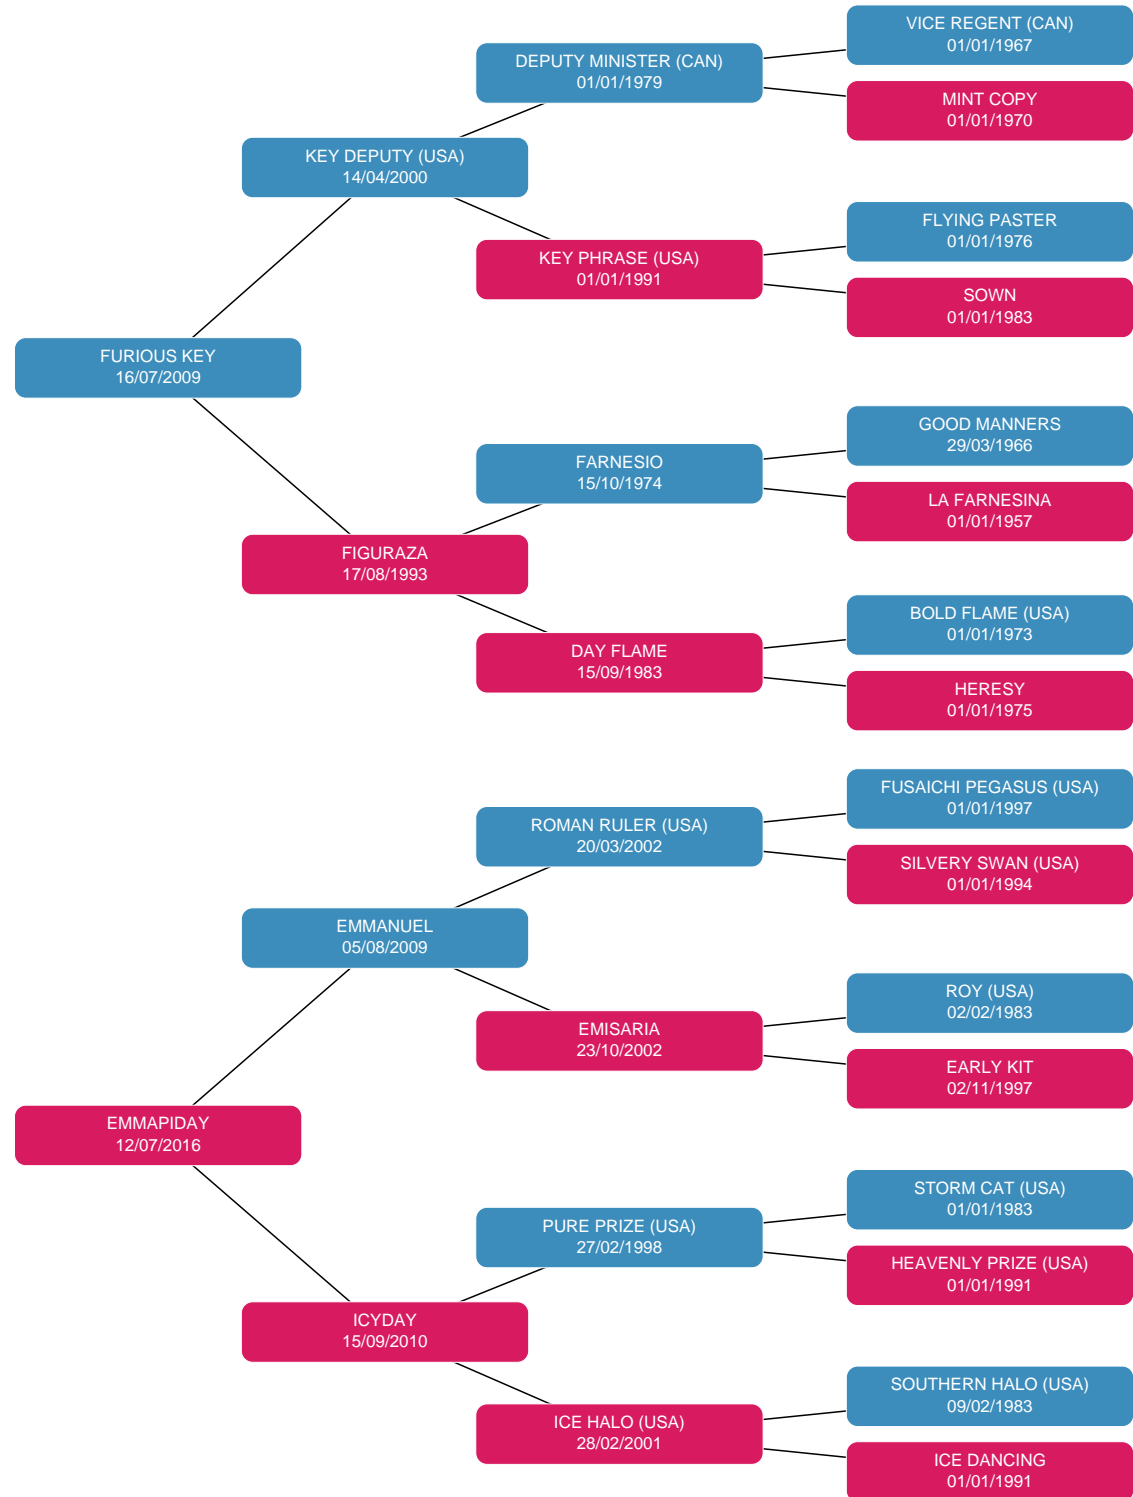 VICE REGENT (CAN)
01/01/1967
DEPUTY MINISTER (CAN)
01/01/1979
MINT COPY
01/01/1970
KEY DEPUTY (USA)
14/04/2000
FLYING PASTER
01/01/1976
KEY PHRASE (USA)
01/01/1991
SOWN
01/01/1983
FURIOUS KEY
16/07/2009
GOOD MANNERS
29/03/1966
FARNESIO
15/10/1974
LA FARNESINA
01/01/1957
FIGURAZA
17/08/1993
BOLD FLAME (USA)
01/01/1973
DAY FLAME
15/09/1983
HERESY
01/01/1975
FUSAICHI PEGASUS (USA)
01/01/1997
ROMAN RULER (USA)
20/03/2002
SILVERY SWAN (USA)
01/01/1994
EMMANUEL
05/08/2009
ROY (USA)
02/02/1983
EMISARIA
23/10/2002
EARLY KIT
02/11/1997
EMMAPIDAY
12/07/2016
STORM CAT (USA)
01/01/1983
PURE PRIZE (USA)
27/02/1998
HEAVENLY PRIZE (USA)
01/01/1991
ICYDAY
15/09/2010
SOUTHERN HALO (USA)
09/02/1983
ICE HALO (USA)
28/02/2001
ICE DANCING
01/01/1991